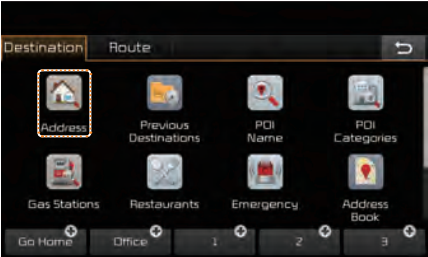 Destination Route
Address Previous Destinations POI Name POI Categories
Gas Stations Restaurants Emergency Address Book
Go Home Office 1 2 3